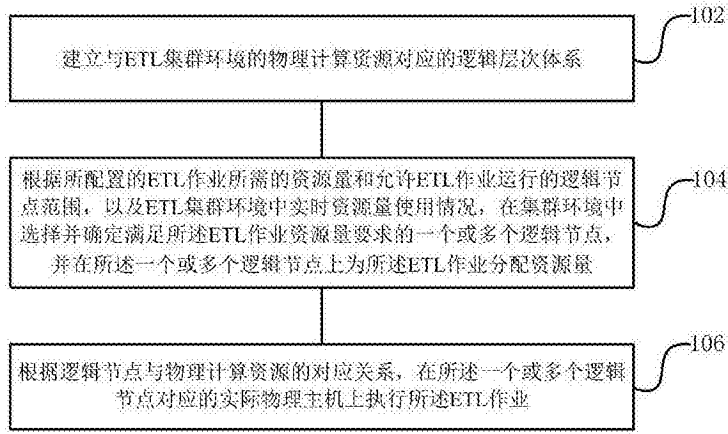 102
建立与ETL集群环境的物理计算资源对应的逻辑层次体系
104
根据所配置的ETL作业所需的资源量和允许ETL作业运行的逻辑节
点范围，以及ETL集群环境中实时资源量使用情况，在集群环境中
选择并确定满足所述ETL作业资源量要求的一个或多个逻辑节点，
并在所述一个或多个逻辑节点上为所述ETL作业分配资源量
106
根据逻辑节点与物理计算资源的对应关系，在所述一个或多个逻辑
节点对应的实际物理主机上执行所述ETL作业